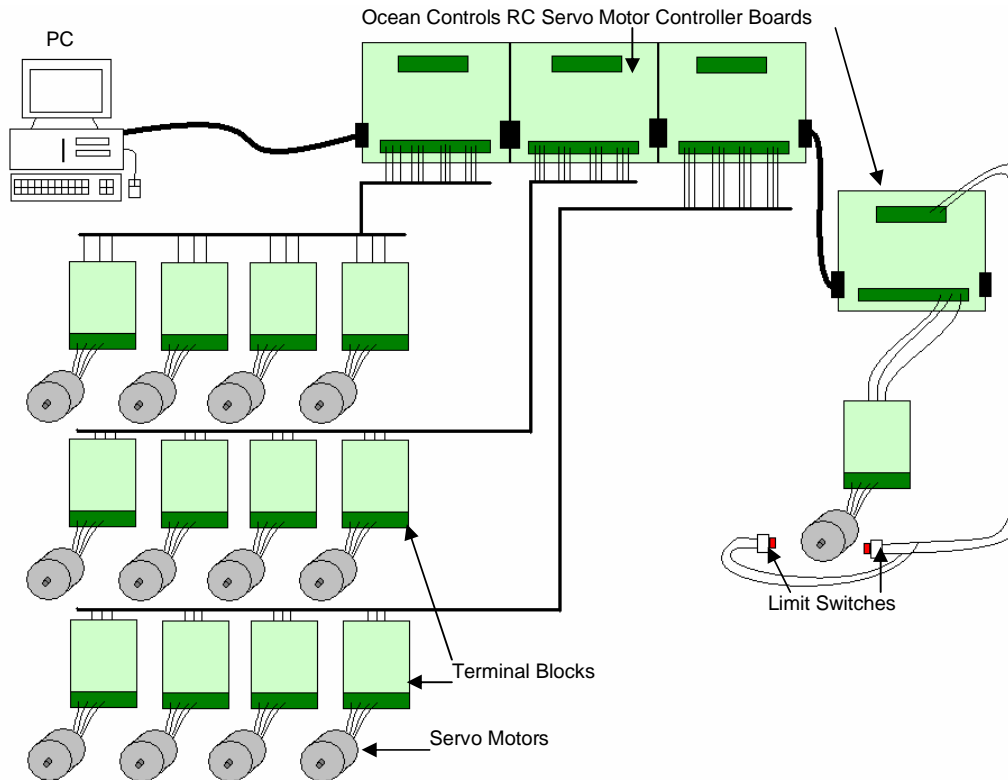 Ocean Controls RC Servo Motor Controller Boards
PC
Limit Switches
Terminal Blocks
Servo Motors